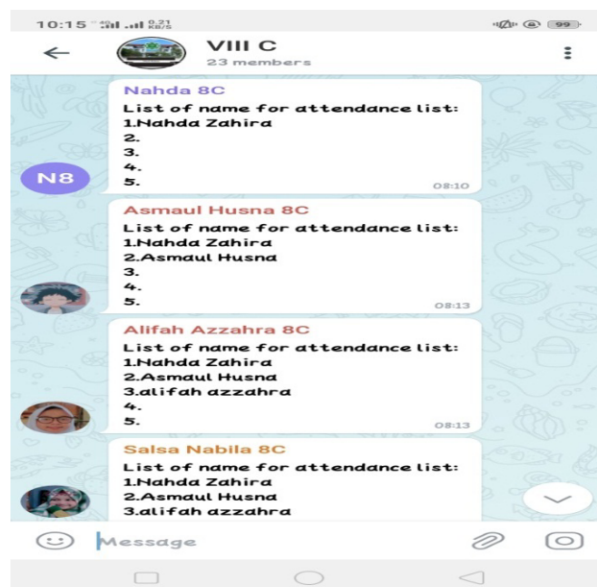 10:15 4G 0.21 KB/S 99
VIII C
23 members
Nahda 8C
List of name for attendance list:
1.Nahda Zahira
2.
3.
4.
5.
08:10
N8
Asmaul Husna 8C
List of name for attendance list:
1.Nahda Zahira
2.Asmaul Husna
3.
4.
5.
08:13
Alifah Azzahra 8C
List of name for attendance list:
1.Nahda Zahira
2.Asmaul Husna
3.alifah azzahra
4.
5.
08:13
Salsa Nabila 8C
List of name for attendance list:
1.Nahda Zahira
2.Asmaul Husna
3.alifah azzahra
Message